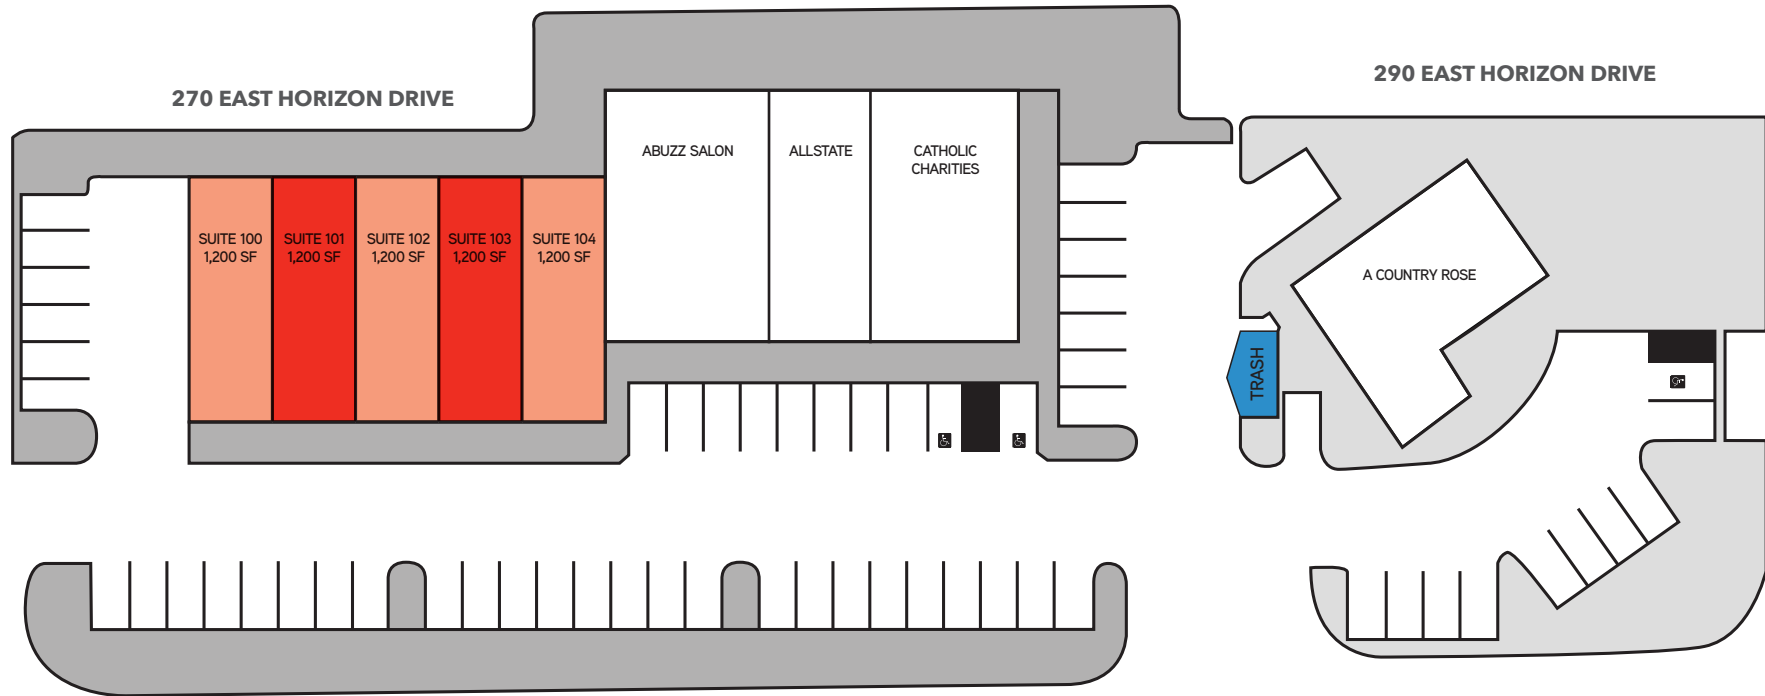 270 EAST HORIZON DRIVE
290 EAST HORIZON DRIVE
ABUZZ SALON
ALLSTATE
CATHOLIC
CHARITIES
SUITE 100
1,200 SF
SUITE 101
1,200 SF
SUITE 102
1,200 SF
SUITE 103
1,200 SF
SUITE 104
1,200 SF
A COUNTRY ROSE
TRASH